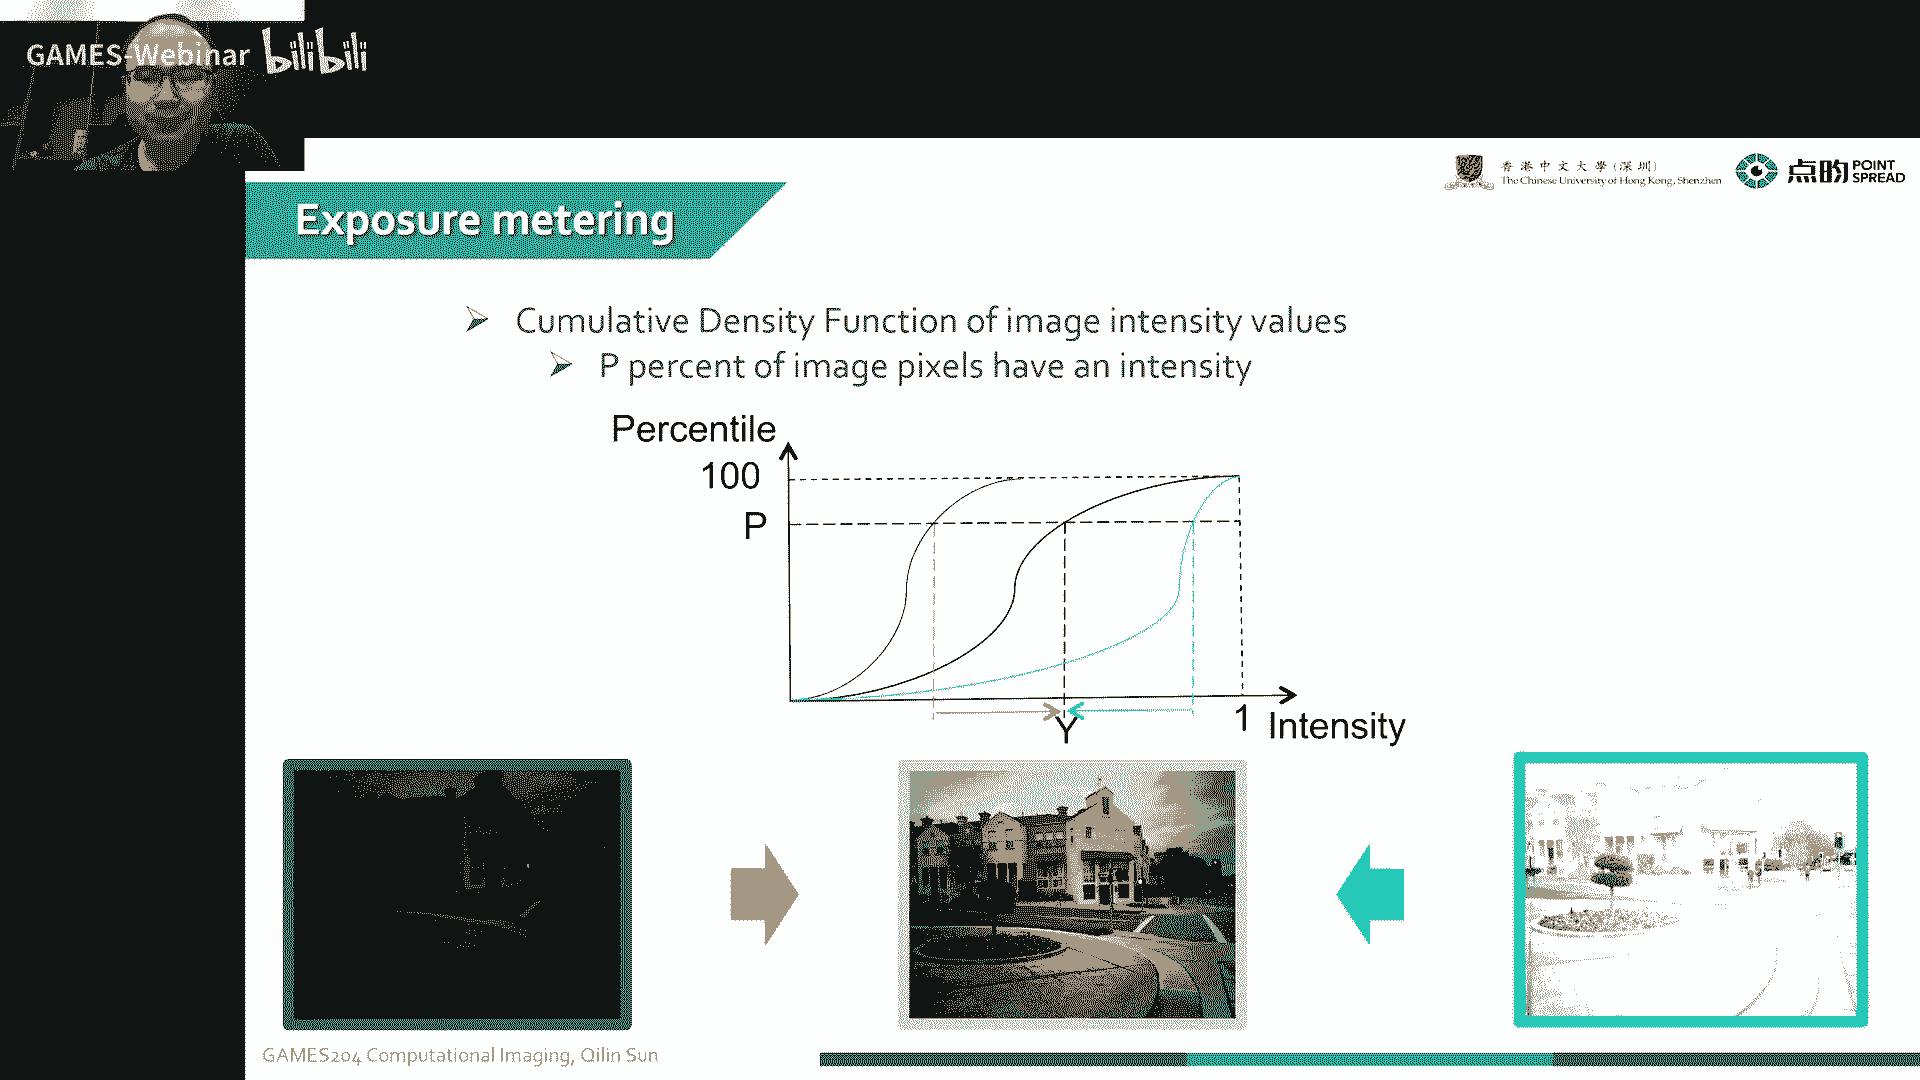 GAMES-Webinar bilibili
香港中文大學(深圳)
The Chinese University of Hong Kong, Shenzhen
点昀 POINT
SPREAD
Exposure metering
Cumulative Density Function of image intensity values
P percent of image pixels have an intensity
Percentile
100
P
Y
1 Intensity
GAMES204 Computational Imaging, Qilin Sun